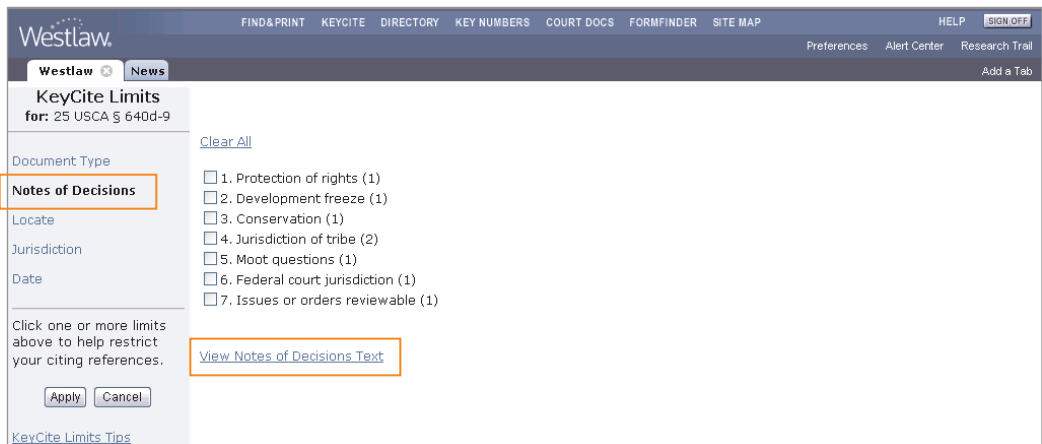 Westlaw.
FIND&PRINT KEYCITE DIRECTORY KEY NUMBERS COURT DOCS FORMFINDER SITE MAP
HELP SIGN OFF
Preferences Alert Center Research Trail
Westlaw News
Add a Tab
KeyCite Limits
for: 25 USCA § 640d-9
Document Type
Notes of Decisions
Locate
Jurisdiction
Date
Click one or more limits
above to help restrict
your citing references.
Apply Cancel
KeyCite Limits Tips
Clear All
1. Protection of rights (1)
2. Development freeze (1)
3. Conservation (1)
4. Jurisdiction of tribe (2)
5. Moot questions (1)
6. Federal court jurisdiction (1)
7. Issues or orders reviewable (1)
View Notes of Decisions Text